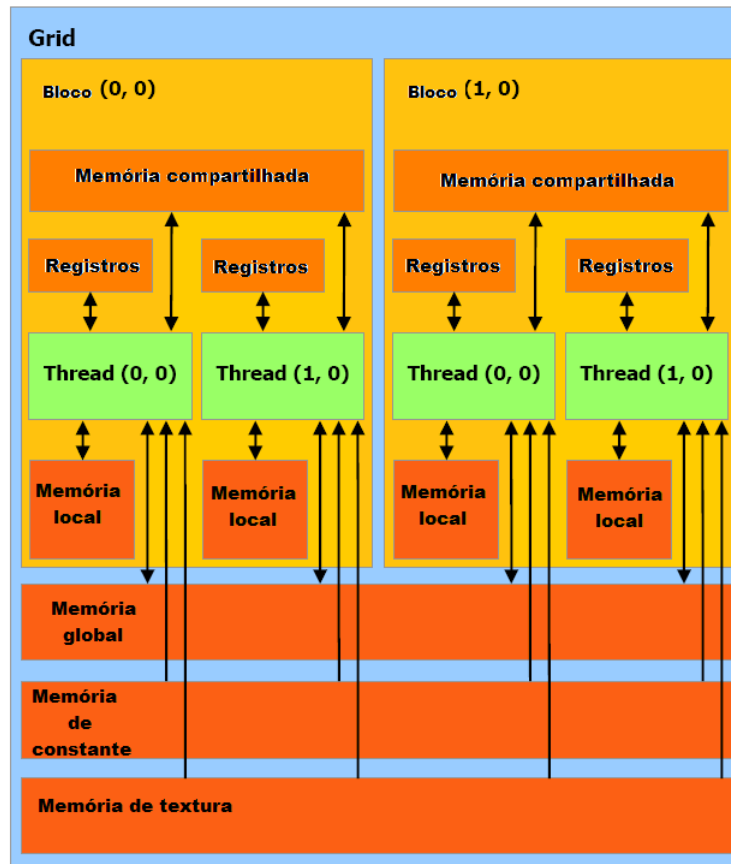 Grid
Bloco (0, 0)
Bloco (1, 0)
Memória compartilhada
Memória compartilhada
Registros
Registros
Registros
Registros
Thread (0, 0)
Thread (1, 0)
Thread (0, 0)
Thread (1, 0)
Memória
local
Memória
local
Memória
local
Memória
local
Memória
global
Memória
de
constante
Memória de textura